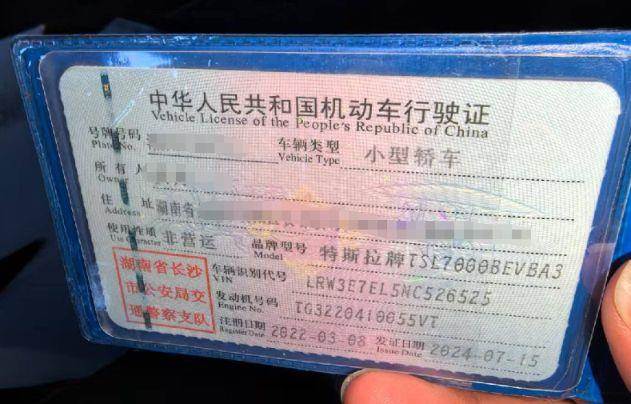 中华人民共和国机动车行驶证
Vehicle License of the People's Republic of China
号牌号码 车辆类型 小型轿车
Plate No. Vehicle Type
所有人
Owner
住址 湖南省
Address
使用性质 非营运 品牌型号 特斯拉牌TSL7000BEVBA3
Use Character Model
湖南省长沙
市公安局交
通警察支队
车辆识别代号 LRW3E7EL5NC526525
VIN
发动机号码 TG3220410055VT
Engine No.
注册日期 2022-03-08 发证日期 2024-07-15
Register Date Issue Date